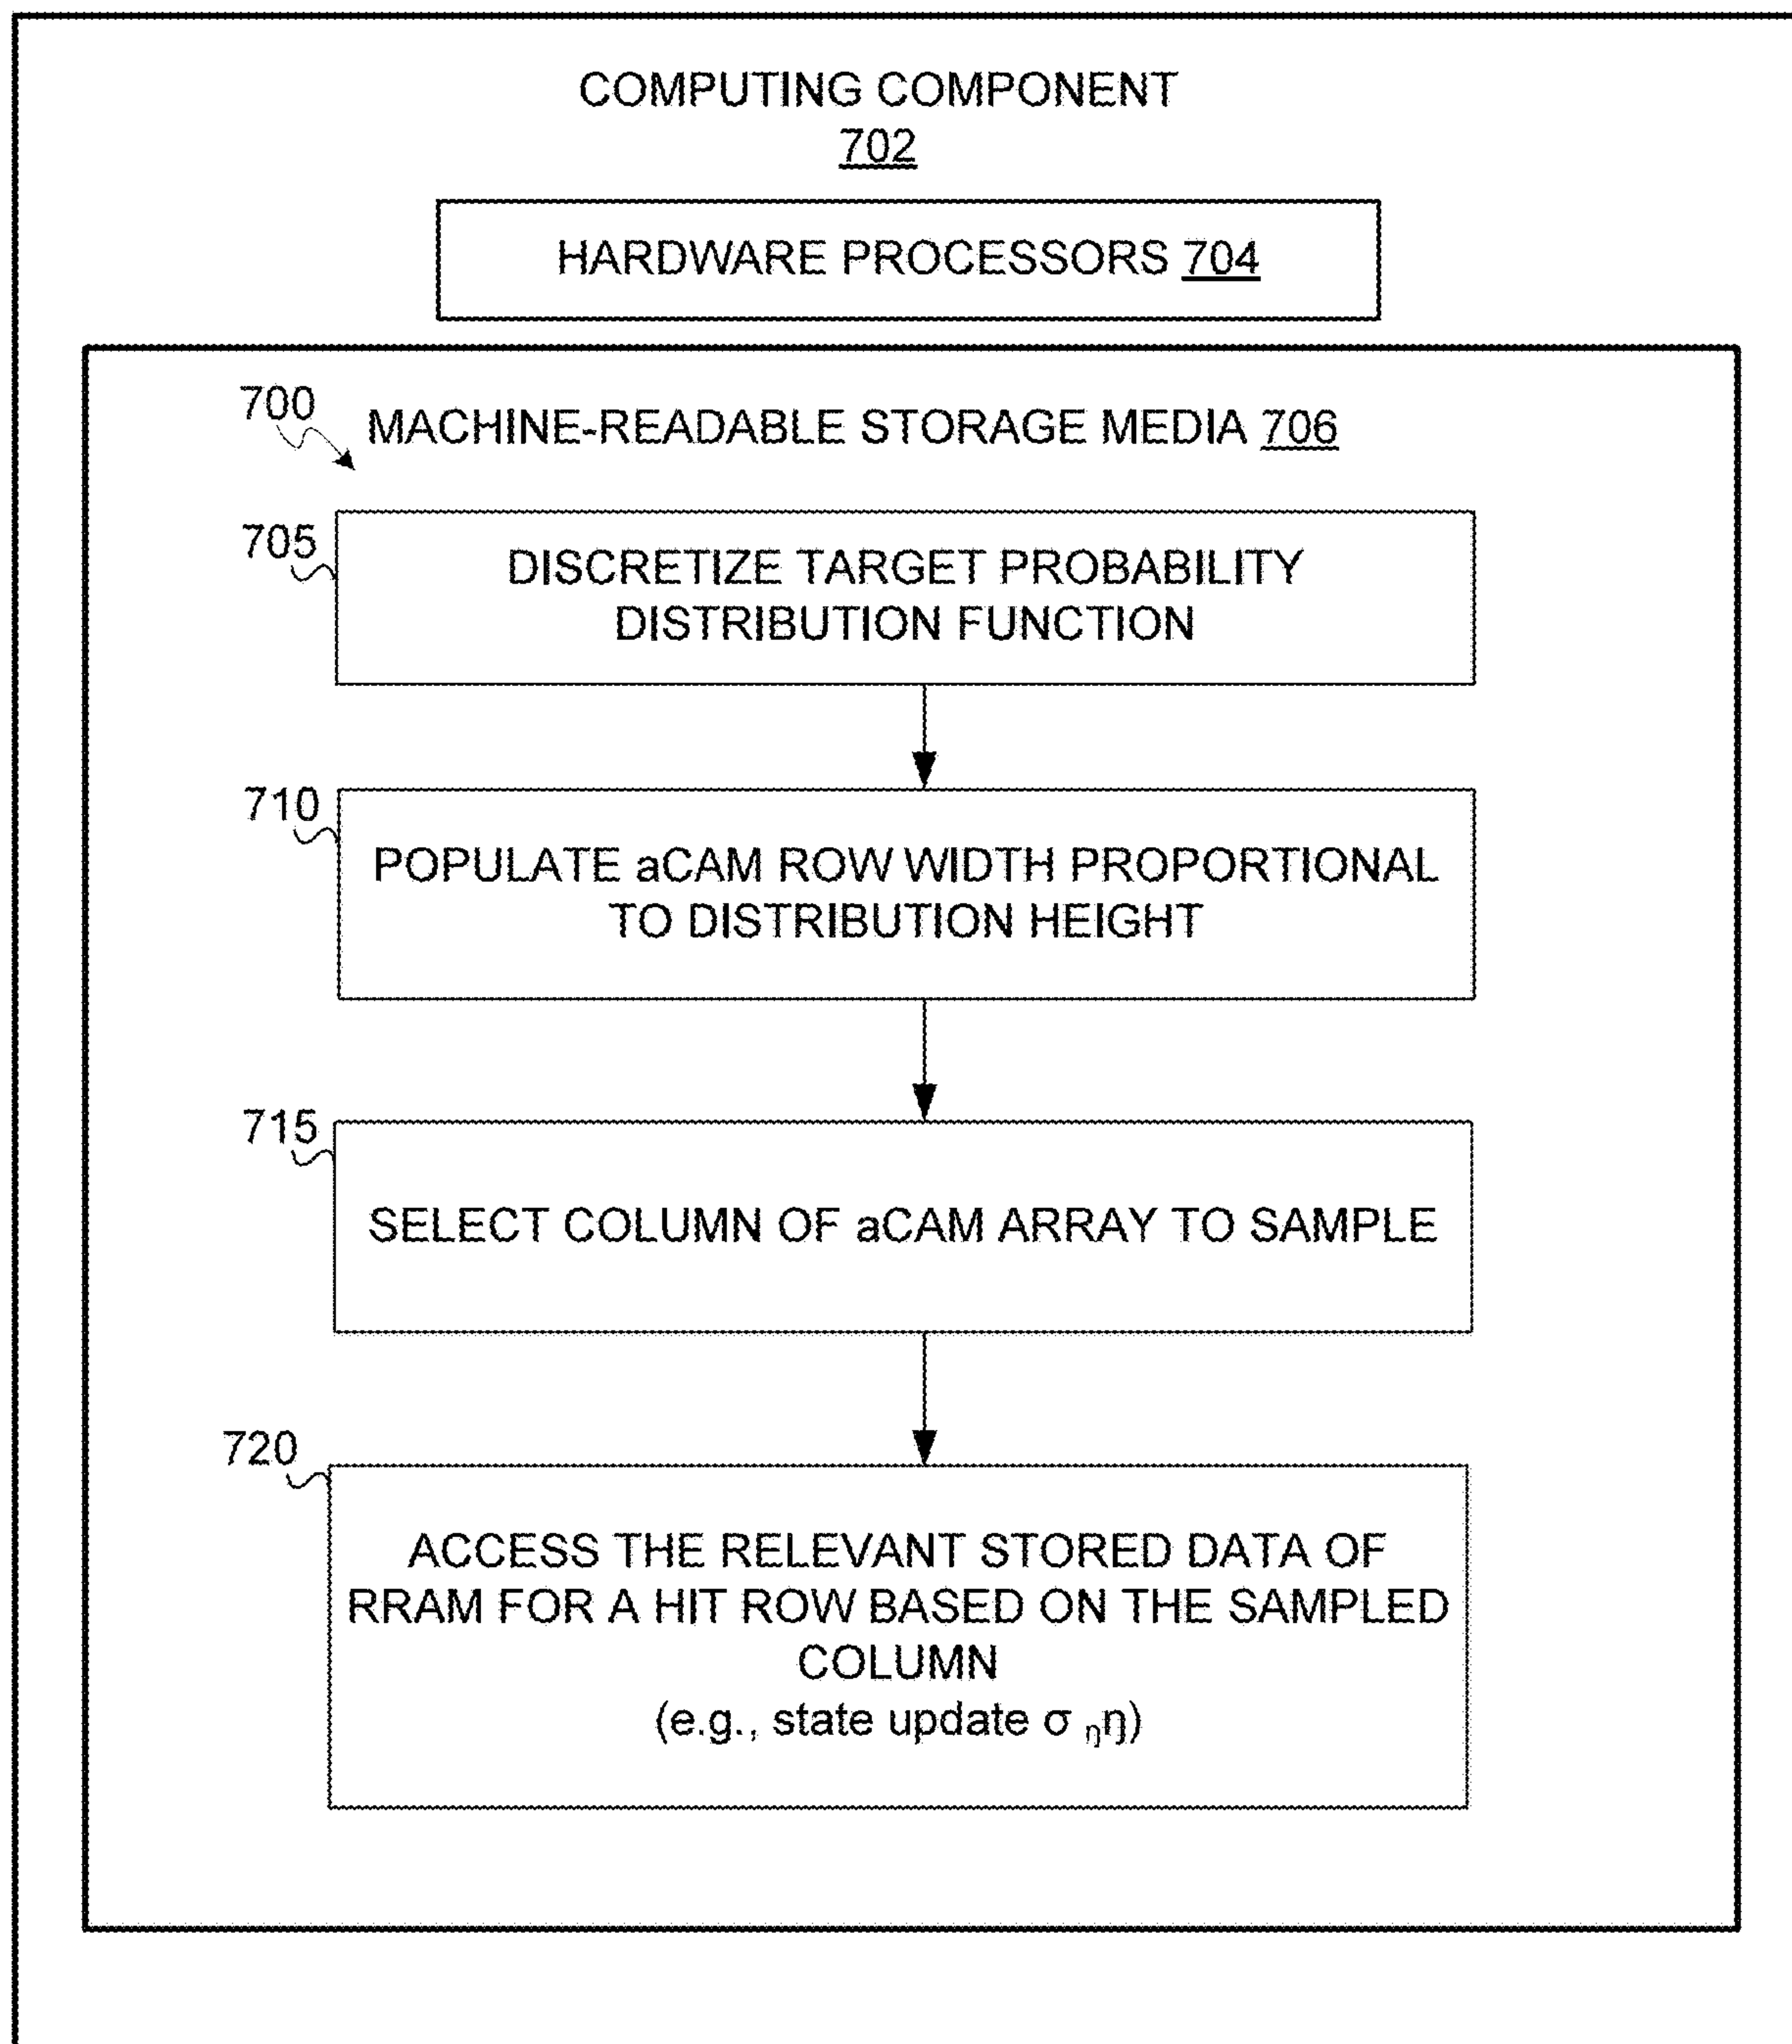 COMPUTING COMPONENT
702
HARDWARE PROCESSORS 704
700
MACHINE-READABLE STORAGE MEDIA 706
705
DISCRETIZE TARGET PROBABILITY
DISTRIBUTION FUNCTION
710
POPULATE aCAM ROW WIDTH PROPORTIONAL
TO DISTRIBUTION HEIGHT
715
SELECT COLUMN OF aCAM ARRAY TO SAMPLE
720
ACCESS THE RELEVANT STORED DATA OF
RRAM FOR A HIT ROW BASED ON THE SAMPLED
COLUMN
(e.g., state update σ ηŋ)